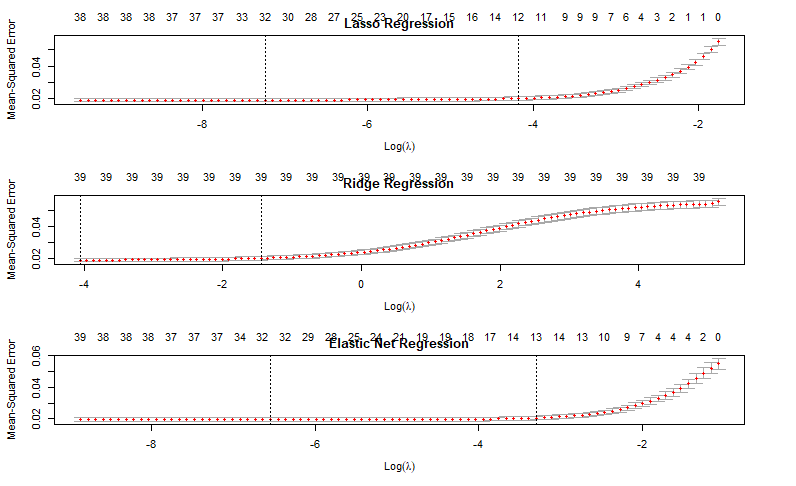 38 38 38 38 37 37 33 32 30 28 27 25 23 20 17 15 16 14 12 11 9 9 9 7 6 4 3 2 1 1 0
Lasso Regression
Mean-Squared Error
0.02 0.04
-8 -6 -4 -2
Log(λ)
39 39 39 39 39 39 39 39 39 39 39 39 39 39 39 39 39 39 39 39 39 39 39 39 39
Ridge Regression
Mean-Squared Error
0.02 0.04
-4 -2 0 2 4
Log(λ)
39 38 38 38 37 37 34 32 32 29 28 25 24 21 19 19 18 17 14 13 14 13 10 9 7 4 4 4 2 0
Elastic Net Regression
Mean-Squared Error
0.02 0.04 0.06
-8 -6 -4 -2
Log(λ)